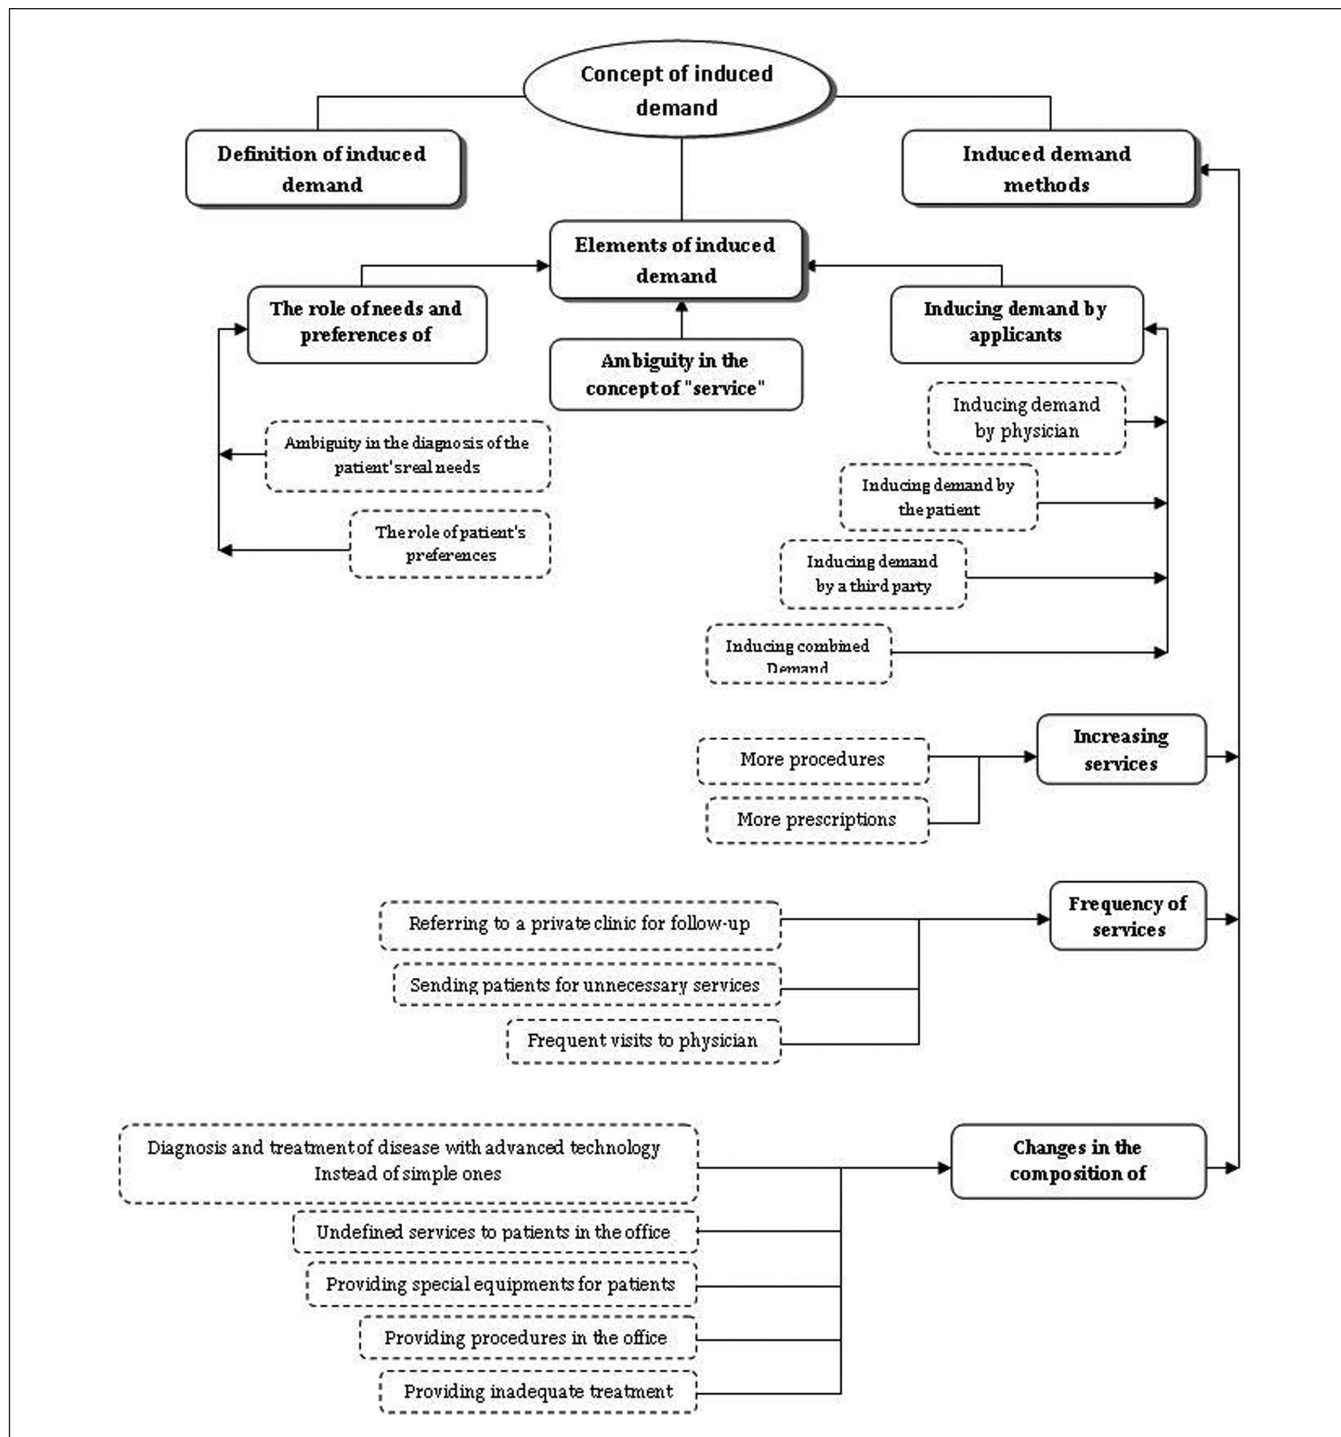 Concept of induced
demand
Definition of induced
demand
Induced demand
methods
Elements of induced
demand
The role of needs and
preferences of
Inducing demand by
applicants
Ambiguity in the
concept of "service"
Inducing demand
by physician
Ambiguity in the diagnosis of the
patient'sreal needs
Inducing demand by
the patient
The role of patient's
preferences
Inducing demand
by a third party
Inducing combined
Demand
Increasing
services
More procedures
More prescriptions
Frequency of
services
Referring to a private clinic for follow-up
Sending patients for unnecessary services
Frequent visits to physician
Changes in the
composition of
Diagnosis and treatment of disease with advanced technology
Instead of simple ones
Undefined services to patients in the office
Providing special equipments for patients
Providing procedures in the office
Providing inadequate treatment